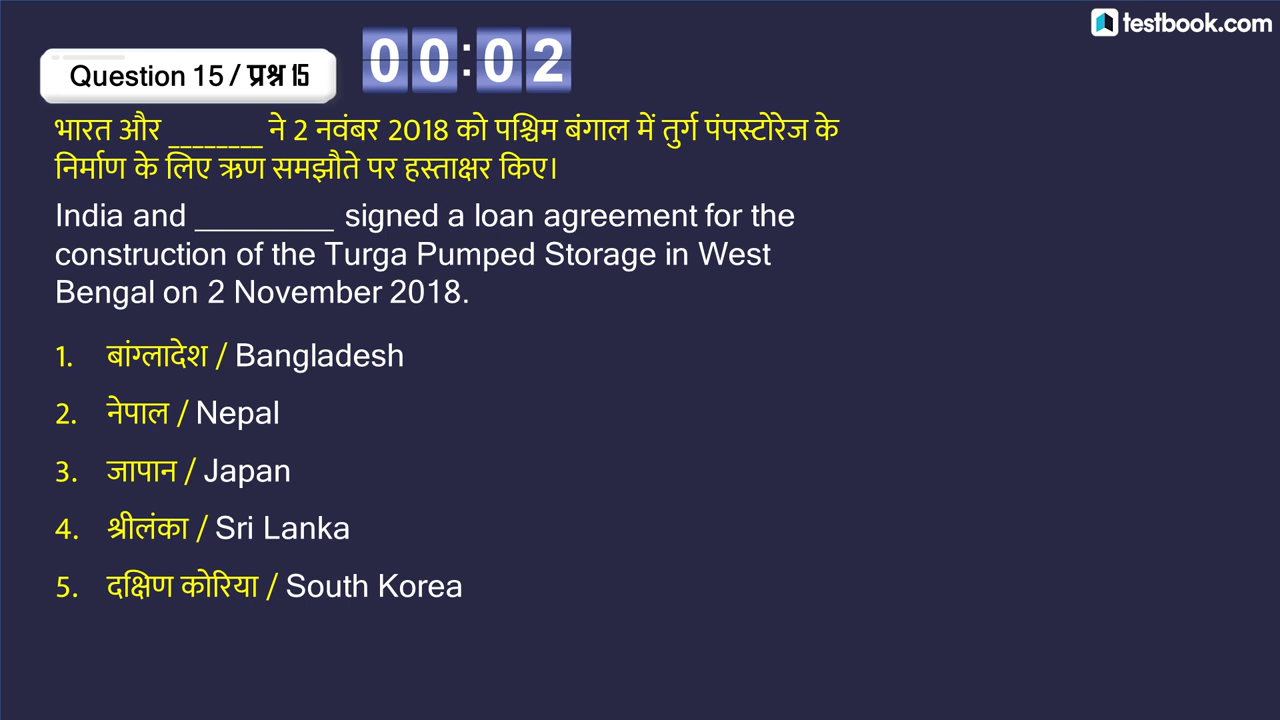 testbook.com
Question 15 / प्रश्न 15
00:02
भारत और ________ ने 2 नवंबर 2018 को पश्चिम बंगाल में तुर्ग पंपस्टोरेज के
निर्माण के लिए ऋण समझौते पर हस्ताक्षर किए।
India and ________ signed a loan agreement for the
construction of the Turga Pumped Storage in West
Bengal on 2 November 2018.
1. बांग्लादेश / Bangladesh
2. नेपाल / Nepal
3. जापान / Japan
4. श्रीलंका / Sri Lanka
5. दक्षिण कोरिया / South Korea